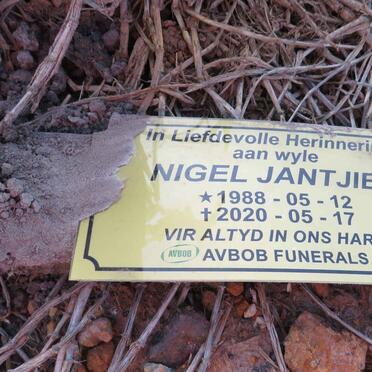 In Liefdevolle Herinnerin
aan wyle
NIGEL JANTJIE
★ 1988 - 05 - 12
✝ 2020 - 05 - 17
VIR ALTYD IN ONS HAR
AVBOB AVBOB FUNERALS